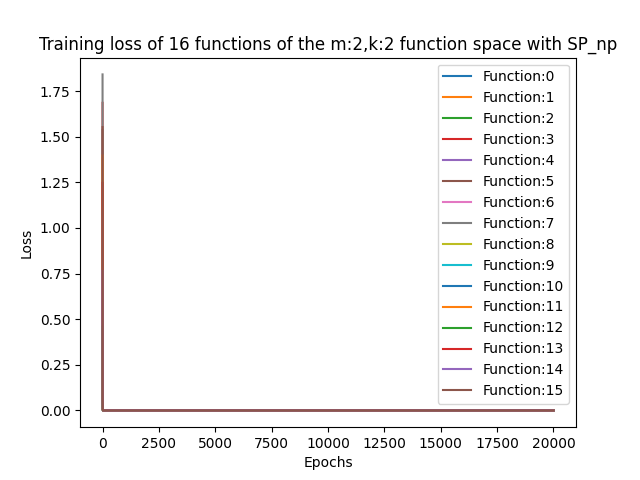 Training loss of 16 functions of the m:2,k:2 function space with SP_np
1.75
1.50
1.25
1.00
0.75
0.50
0.25
0.00
Loss
Function:0
Function:1
Function:2
Function:3
Function:4
Function:5
Function:6
Function:7
Function:8
Function:9
Function:10
Function:11
Function:12
Function:13
Function:14
Function:15
0 2500 5000 7500 10000 12500 15000 17500 20000
Epochs